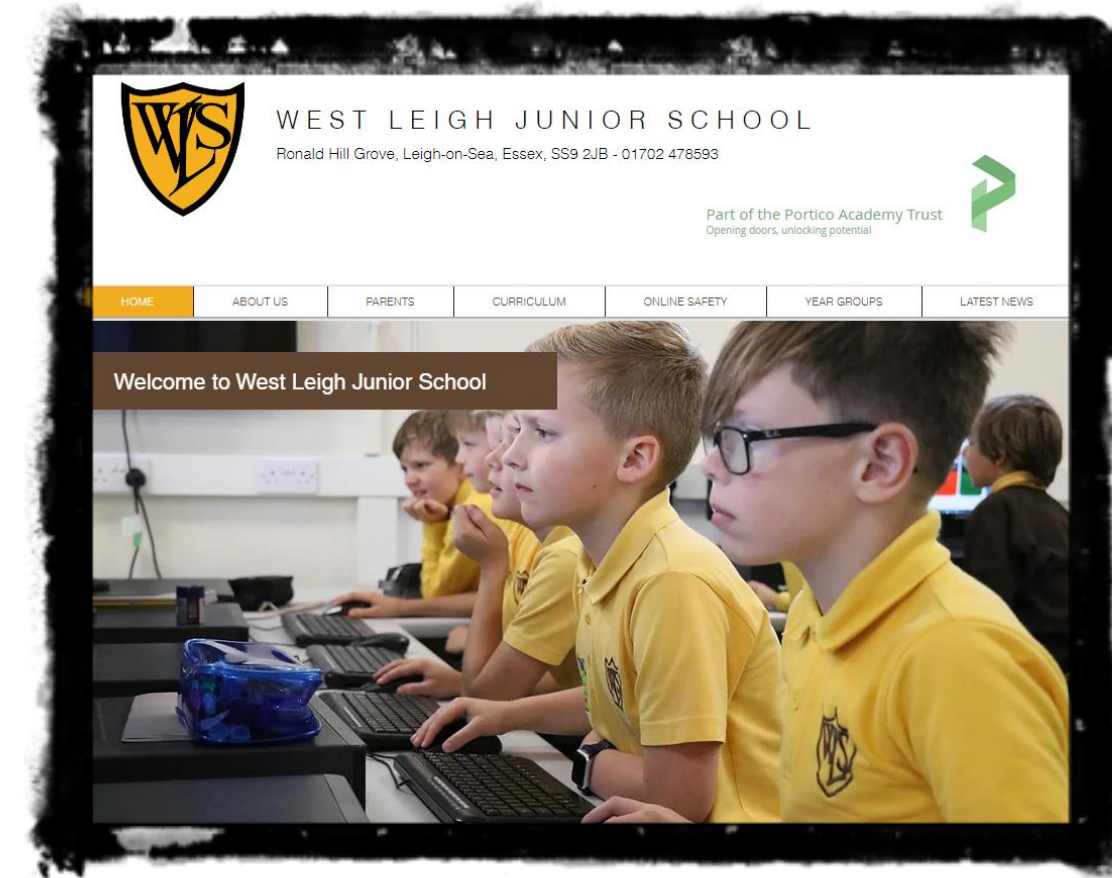 WLS
WEST LEIGH JUNIOR SCHOOL
Ronald Hill Grove, Leigh-on-Sea, Essex, SS9 2JB - 01702 478593
Part of the Portico Academy Trust
Opening doors, unlocking potential
HOME ABOUT US PARENTS CURRICULUM ONLINE SAFETY YEAR GROUPS LATEST NEWS
Welcome to West Leigh Junior School
WLS
WLS